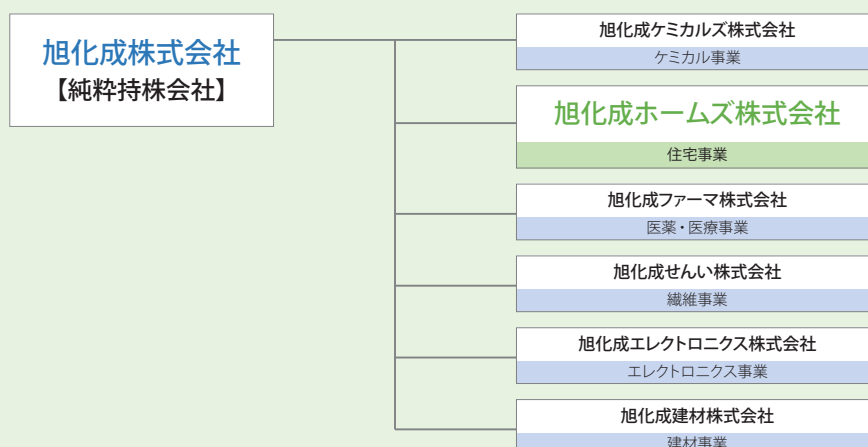 旭化成株式会社
【純粋持株会社】
旭化成ケミカルズ株式会社
ケミカル事業
旭化成ホームズ株式会社
住宅事業
旭化成ファーマ株式会社
医薬・医療事業
旭化成せんい株式会社
繊維事業
旭化成エレクトロニクス株式会社
エレクトロニクス事業
旭化成建材株式会社
建材事業